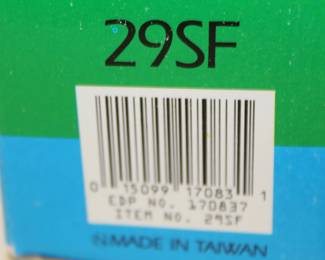 29SF
0 15099 17083 1
EDP NO. 170837
ITEM NO. 29SF
MADE IN TAIWAN